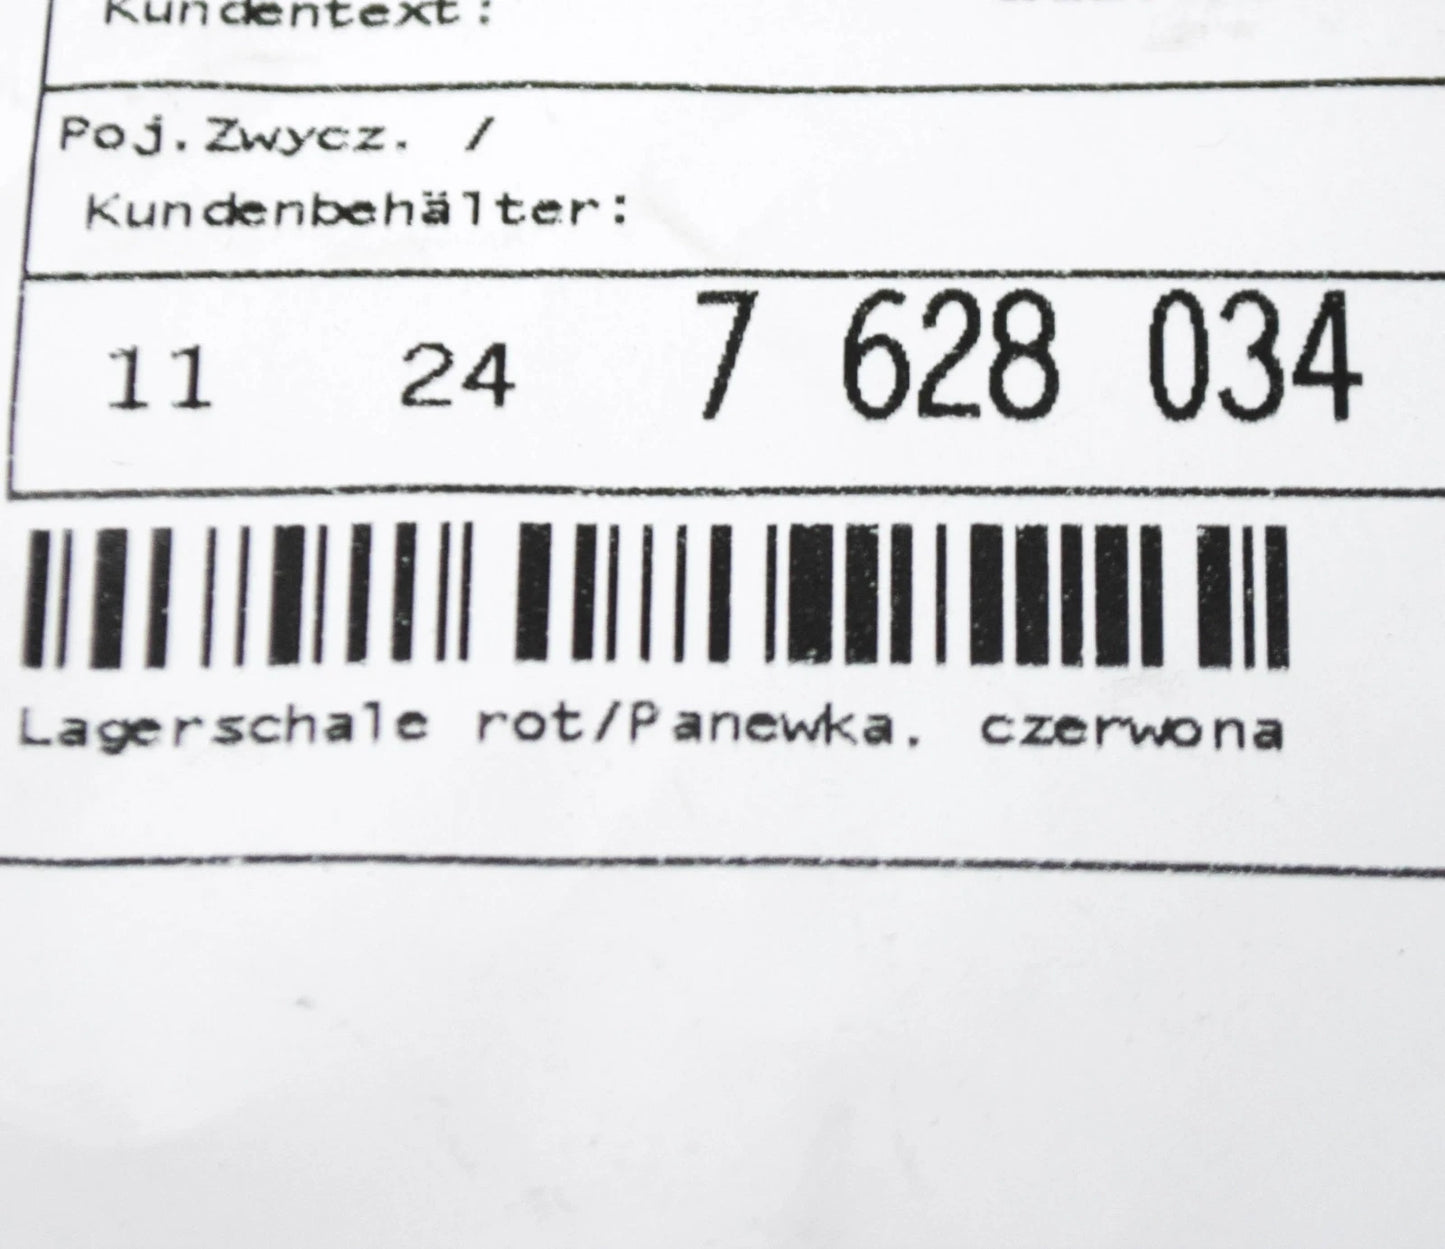 Kundentext:
Poj.Zwycz. /
Kundenbehälter:
11 24 7 628 034
Lagerschale rot/Panewka. czerwona